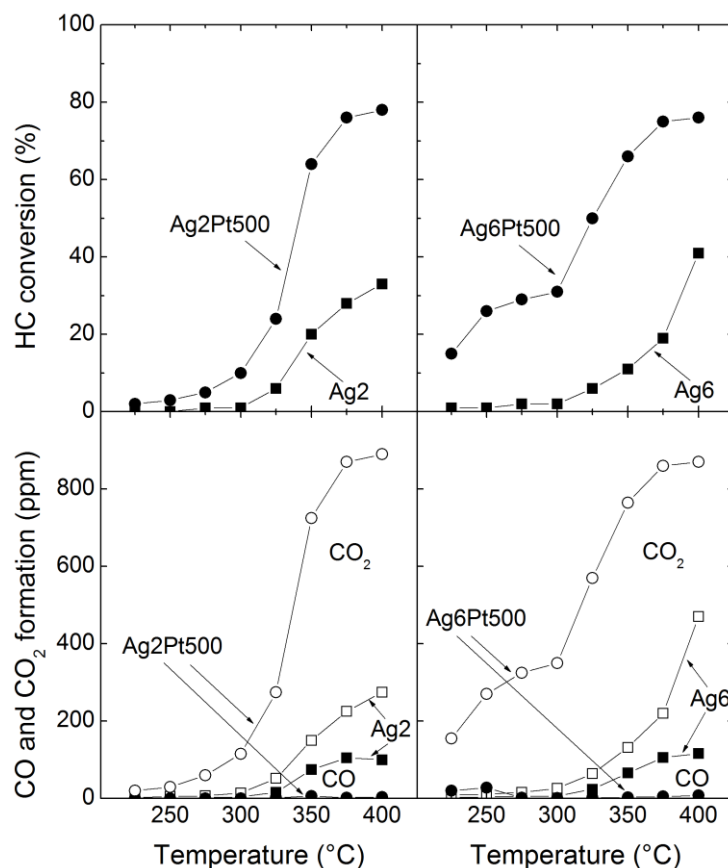 HC conversion (%)
100
80
60
40
20
0
Ag2Pt500
Ag2
Ag6Pt500
Ag6
CO and CO₂ formation (ppm)
800
600
400
200
0
CO₂
Ag2Pt500
Ag2
CO
CO₂
Ag6Pt500
Ag6
CO
250 300 350 400
250 300 350 400
Temperature (°C)
Temperature (°C)